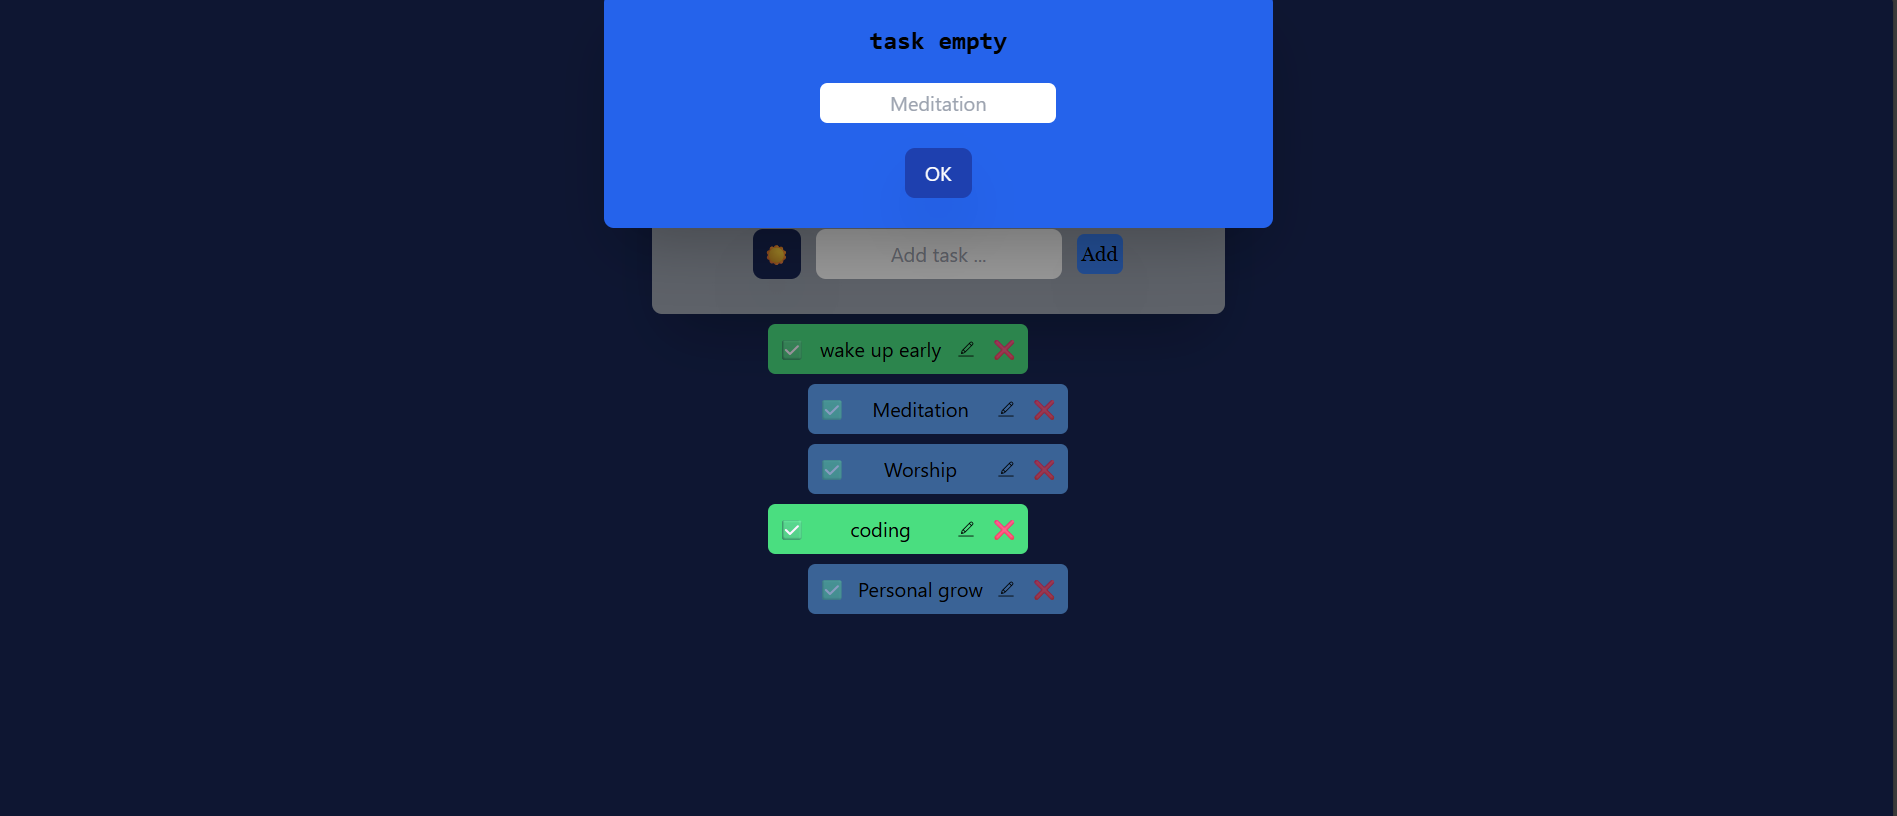 task empty
Meditation
OK
Add task ... Add
wake up early
Meditation
Worship
coding
Personal grow